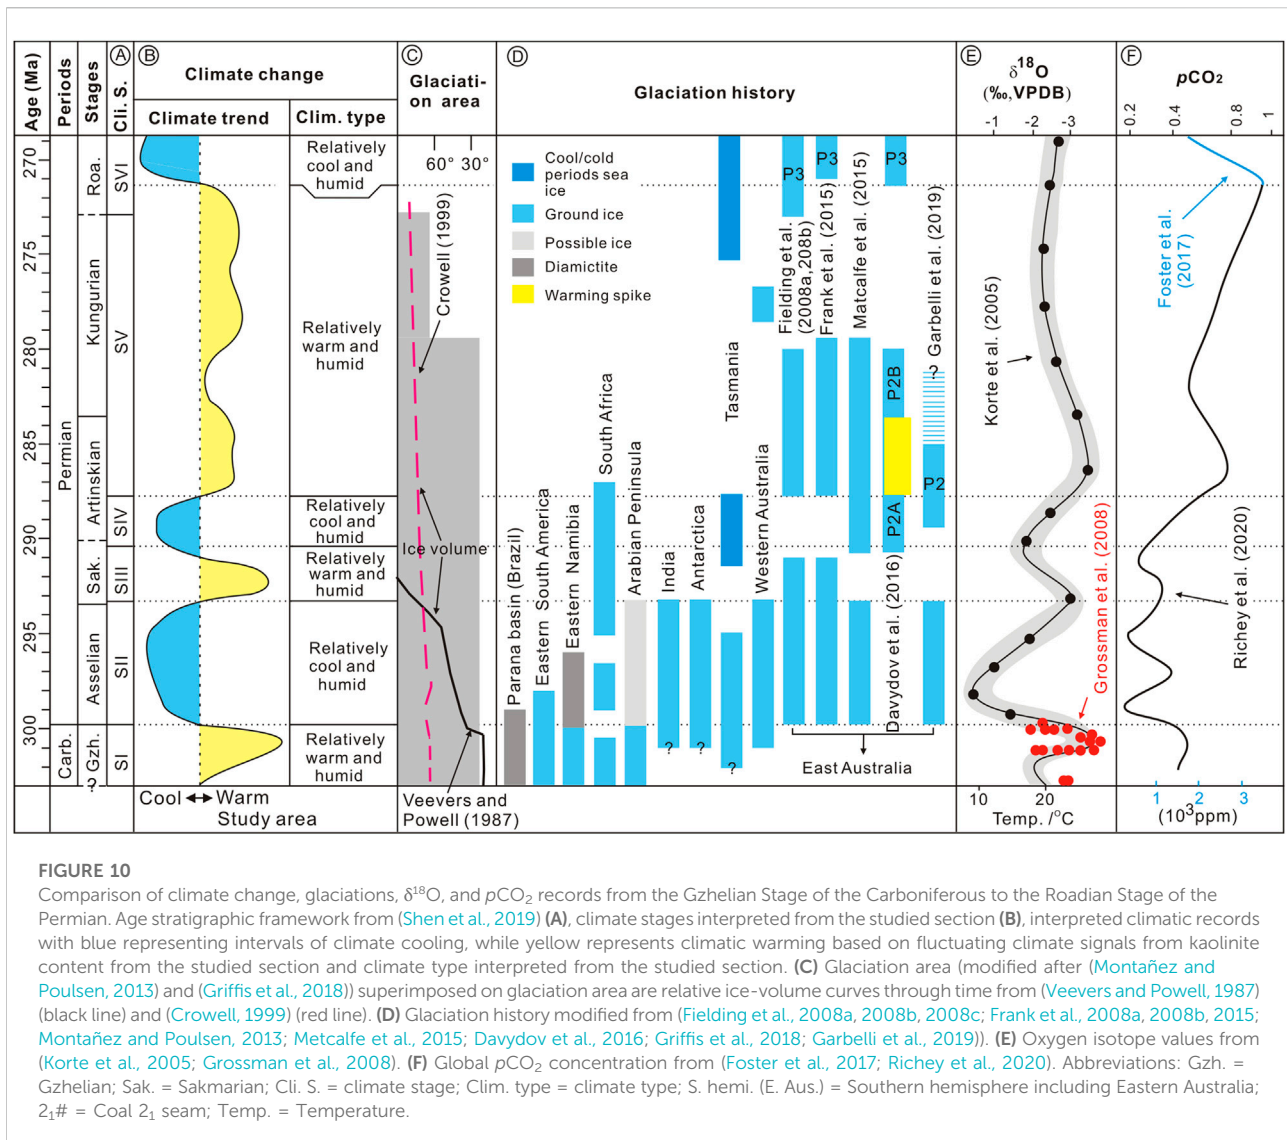 Age (Ma)
Periods
Stages
Cli. S.
A
B
Climate change
Climate trend
Clim. type
C
Glaciati-
on area
60° 30°
D
Glaciation history
E
δ¹⁸O
(‰,VPDB)
-1 -2 -3
F
pCO₂
0.2 0.4 0.8 1
270
275
280
285
290
295
300
Permian
Carb.
Roa.
Kungurian
Artinskian
Sak.
Asselian
Gzh.
?
SVI
SV
SIV
SIII
SII
SI
Relatively
cool and
humid
Relatively
warm and
humid
Relatively
cool and
humid
Relatively
warm and
humid
Relatively
cool and
humid
Relatively
warm and
humid
Cool Warm
Study area
Crowell (1999)
Ice volume
Veevers and
Powell (1987)
Cool/cold
periods sea
ice
Ground ice
Possible ice
Diamictite
Warming spike
Parana basin (Brazil)
Eastern South America
Eastern Namibia
South Africa
Arabian Peninsula
India
?
Antarctica
?
Tasmania
?
Western Australia
P3
Fielding et al.
(2008a,208b)
P3
Frank et al. (2015)
Matcalfe et al. (2015)
P3
P2B
P2A
Davydov et al. (2016)
Garbelli et al. (2019)
?
P2
East Australia
Korte et al. (2005)
Grossman et al. (2008)
10 20
Temp. /°C
Foster et al.
(2017)
Richey et al. (2020)
1 2 3
(10³ppm)
FIGURE 10
Comparison of climate change, glaciations, δ¹⁸O, and pCO₂ records from the Gzhelian Stage of the Carboniferous to the Roadian Stage of the
Permian. Age stratigraphic framework from (Shen et al., 2019) (A), climate stages interpreted from the studied section (B), interpreted climatic records
with blue representing intervals of climate cooling, while yellow represents climatic warming based on fluctuating climate signals from kaolinite
content from the studied section and climate type interpreted from the studied section. (C) Glaciation area (modified after (Montañez and
Poulsen, 2013) and (Griffis et al., 2018)) superimposed on glaciation area are relative ice-volume curves through time from (Veevers and Powell, 1987)
(black line) and (Crowell, 1999) (red line). (D) Glaciation history modified from (Fielding et al., 2008a, 2008b, 2008c; Frank et al., 2008a, 2008b, 2015;
Montañez and Poulsen, 2013; Metcalfe et al., 2015; Davydov et al., 2016; Griffis et al., 2018; Garbelli et al., 2019)). (E) Oxygen isotope values from
(Korte et al., 2005; Grossman et al., 2008). (F) Global pCO₂ concentration from (Foster et al., 2017; Richey et al., 2020). Abbreviations: Gzh. =
Gzhelian; Sak. = Sakmarian; Cli. S. = climate stage; Clim. type = climate type; S. hemi. (E. Aus.) = Southern hemisphere including Eastern Australia;
2₁# = Coal 2₁ seam; Temp. = Temperature.